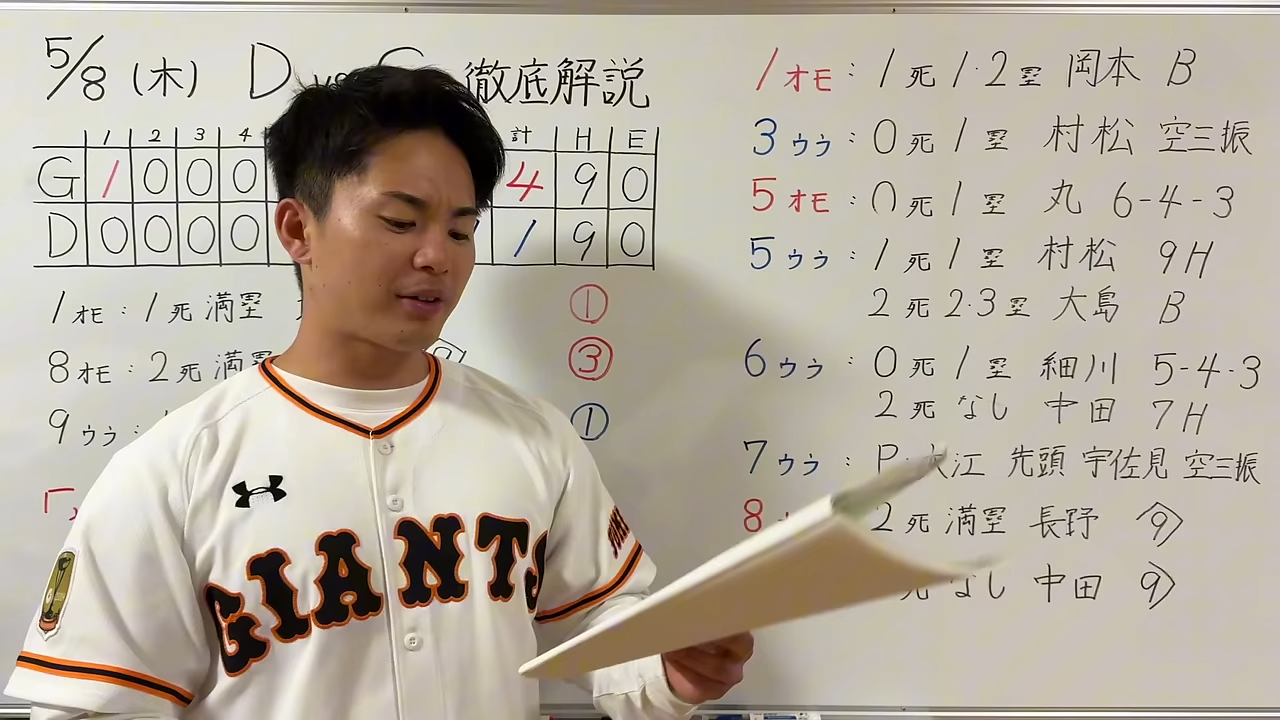 5/8 (木) D vs G 徹底解説
1 2 3 4 計 H E
G 1 0 0 0 4 9 0
D 0 0 0 0 1 9 0
1オモ:1死満塁 ①
8オモ:2死満塁 ③
9ウラ: ①
1オモ:1死1・2塁 岡本 B
3ウラ:0死1塁 村松 空三振
5オモ:0死1塁 丸 6-4-3
5ウラ:1死1塁 村松 9H
2死2・3塁 大島 B
6ウラ:0死1塁 細川 5-4-3
2死なし 中田 7H
7ウラ:P 大江 先頭 宇佐見 空三振
8 2死満塁 長野 9
死なし 中田 9
GIANTS